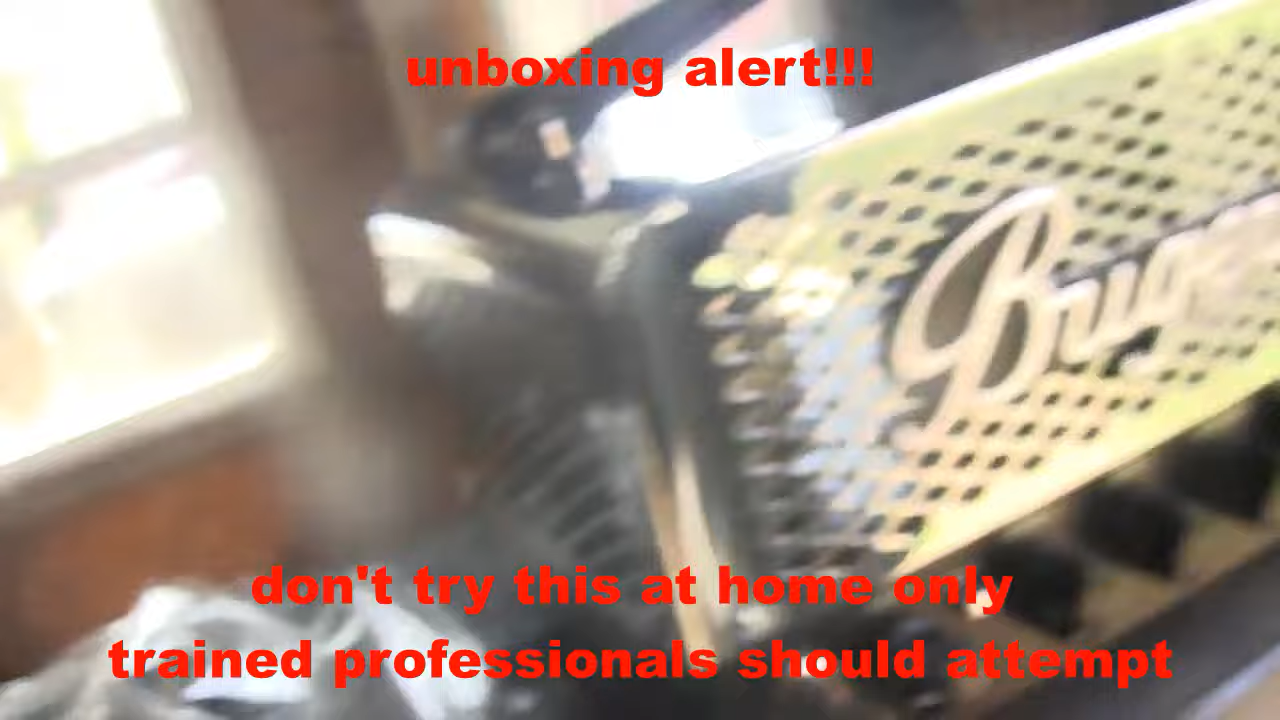 unboxing alert!!!
don't try this at home only
trained professionals should attempt